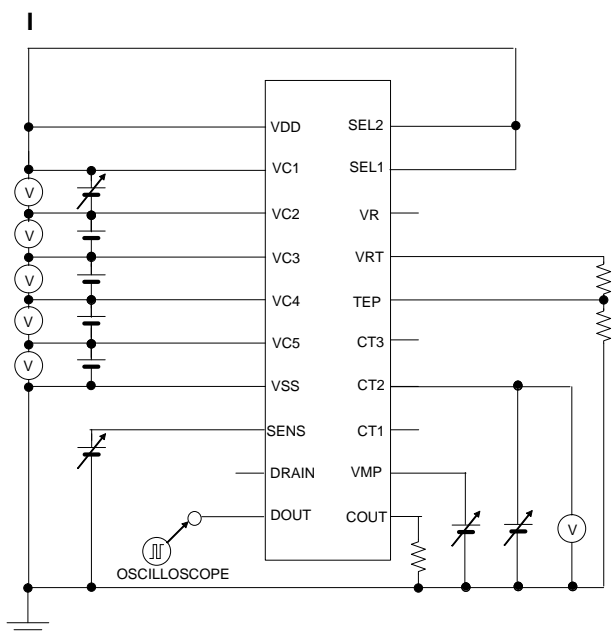 I
VDD
VC1
VC2
VC3
VC4
VC5
VSS
SENS
DRAIN
DOUT
SEL2
SEL1
VR
VRT
TEP
CT3
CT2
CT1
VMP
COUT
V
V
V
V
V
V
OSCILLOSCOPE